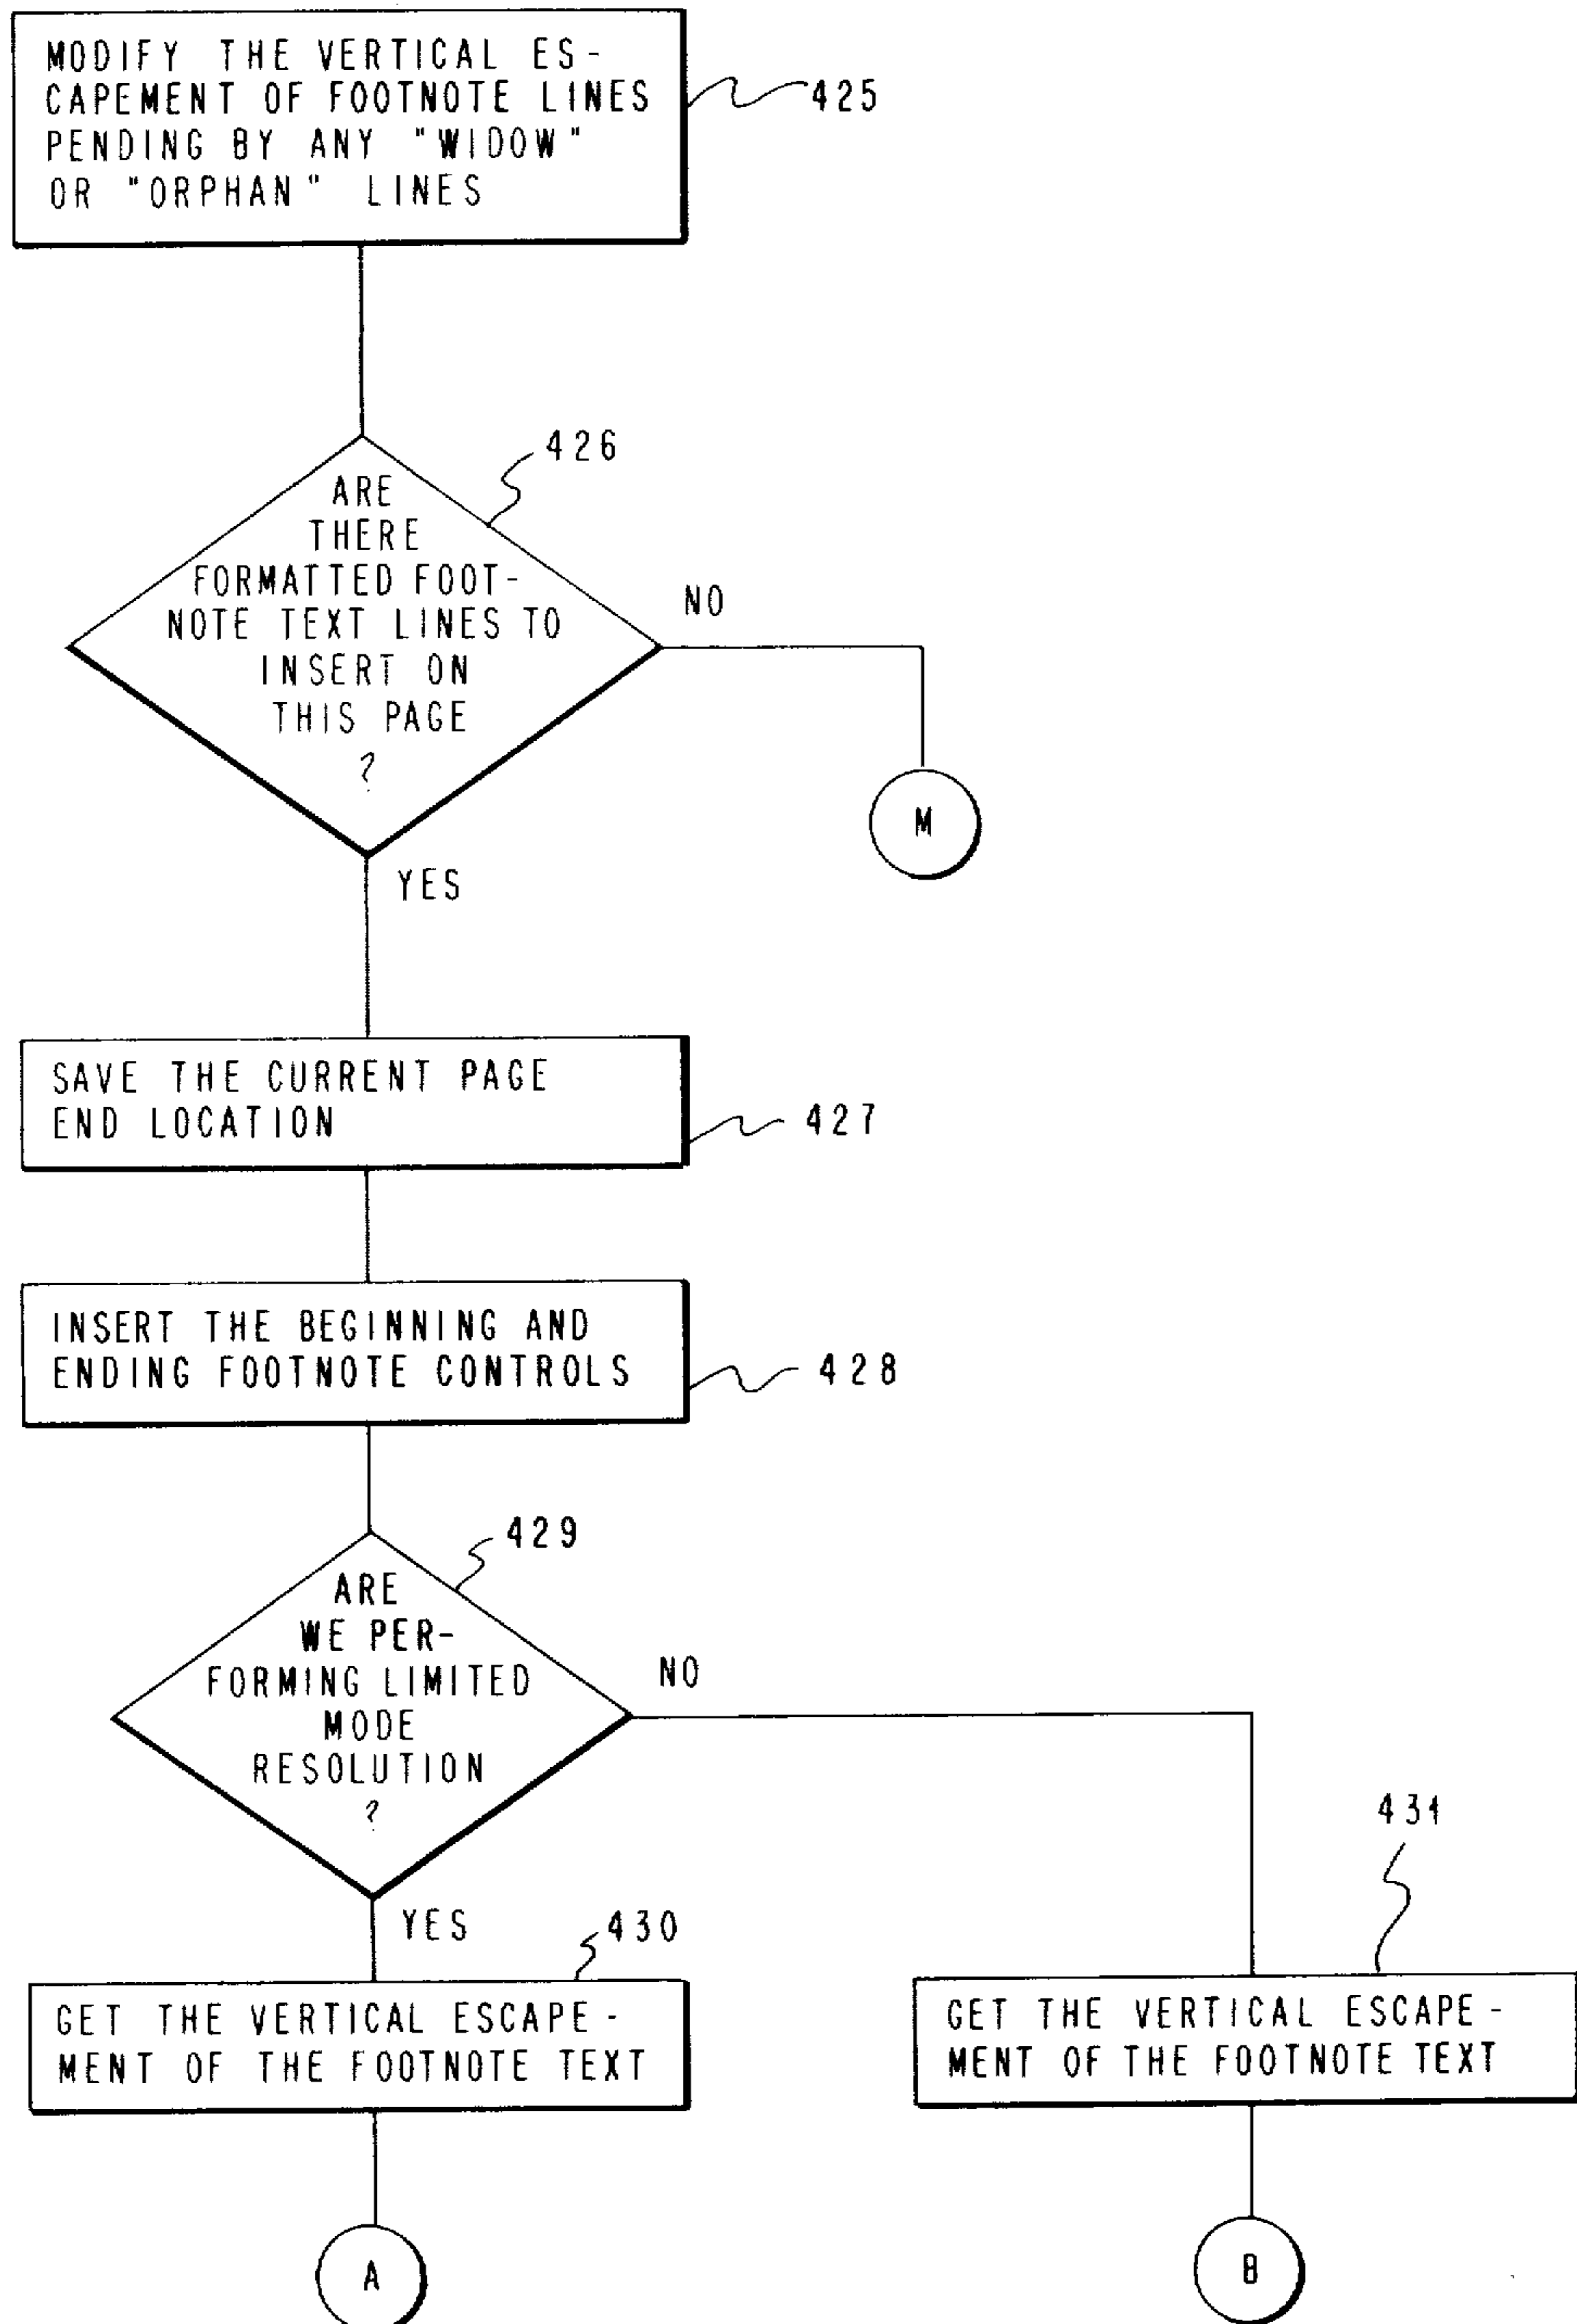 MODIFY THE VERTICAL ES-
CAPEMENT OF FOOTNOTE LINES
PENDING BY ANY "WIDOW"
OR "ORPHAN" LINES
425
426
ARE
THERE
FORMATTED FOOT-
NOTE TEXT LINES TO
INSERT ON
THIS PAGE
?
NO
M
YES
SAVE THE CURRENT PAGE
END LOCATION
427
INSERT THE BEGINNING AND
ENDING FOOTNOTE CONTROLS
428
429
ARE
WE PER-
FORMING LIMITED
MODE
RESOLUTION
?
NO
YES
430
431
GET THE VERTICAL ESCAPE-
MENT OF THE FOOTNOTE TEXT
GET THE VERTICAL ESCAPE-
MENT OF THE FOOTNOTE TEXT
A
B